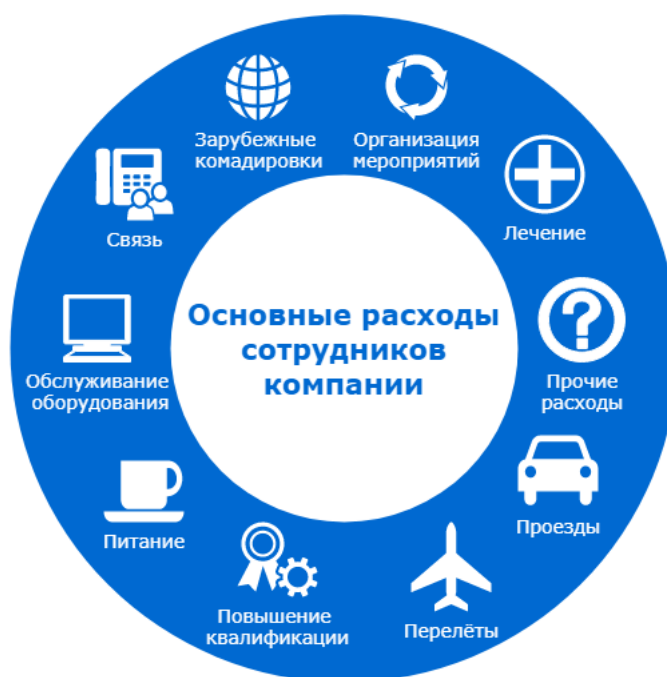 Основные расходы
сотрудников
компании
Зарубежные
комадировки
Организация
мероприятий
Лечение
Прочие
расходы
Проезды
Перелёты
Повышение
квалификации
Питание
Обслуживание
оборудования
Связь